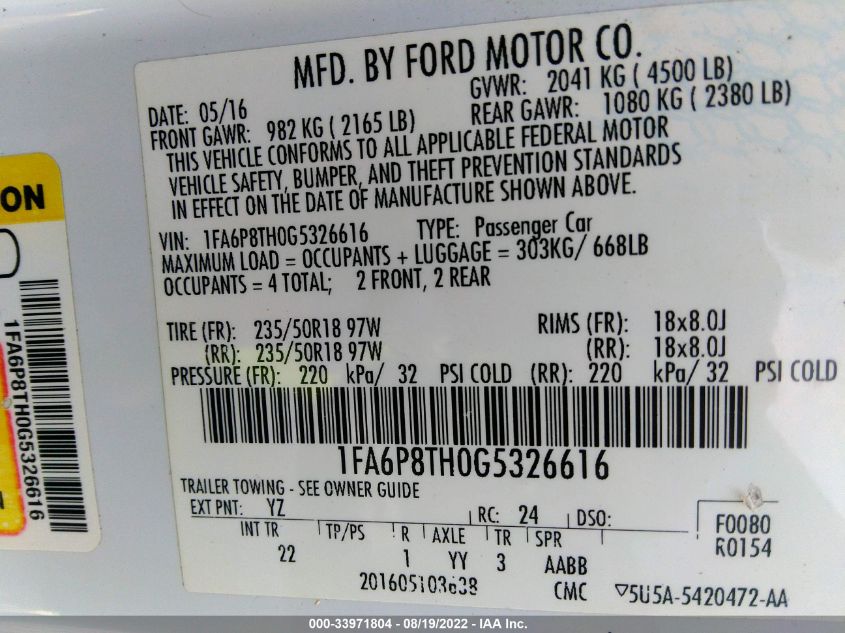 MFD. BY FORD MOTOR CO.
DATE: 05/16 GVWR: 2041 KG ( 4500 LB)
FRONT GAWR: 982 KG ( 2165 LB) REAR GAWR: 1080 KG ( 2380 LB)
THIS VEHICLE CONFORMS TO ALL APPLICABLE FEDERAL MOTOR
VEHICLE SAFETY, BUMPER, AND THEFT PREVENTION STANDARDS
IN EFFECT ON THE DATE OF MANUFACTURE SHOWN ABOVE.
VIN: 1FA6P8TH0G5326616 TYPE: Passenger Car
MAXIMUM LOAD = OCCUPANTS + LUGGAGE = 303KG/ 668LB
OCCUPANTS = 4 TOTAL; 2 FRONT, 2 REAR
TIRE (FR): 235/50R18 97W RIMS (FR): 18x8.0J
(RR): 235/50R18 97W (RR): 18x8.0J
PRESSURE (FR): 220 kPa/ 32 PSI COLD (RR): 220 kPa/ 32 PSI COLD
1FA6P8TH0G5326616
TRAILER TOWING - SEE OWNER GUIDE
EXT PNT: YZ RC: 24 DSO: F0080
INT TR TP/PS R AXLE TR SPR R0154
22 1 YY 3 AABB
CMC ▽5U5A-5420472-AA
ON
1FA6P8TH0G5326616
000-33971804 - 08/19/2022 - IAA Inc.